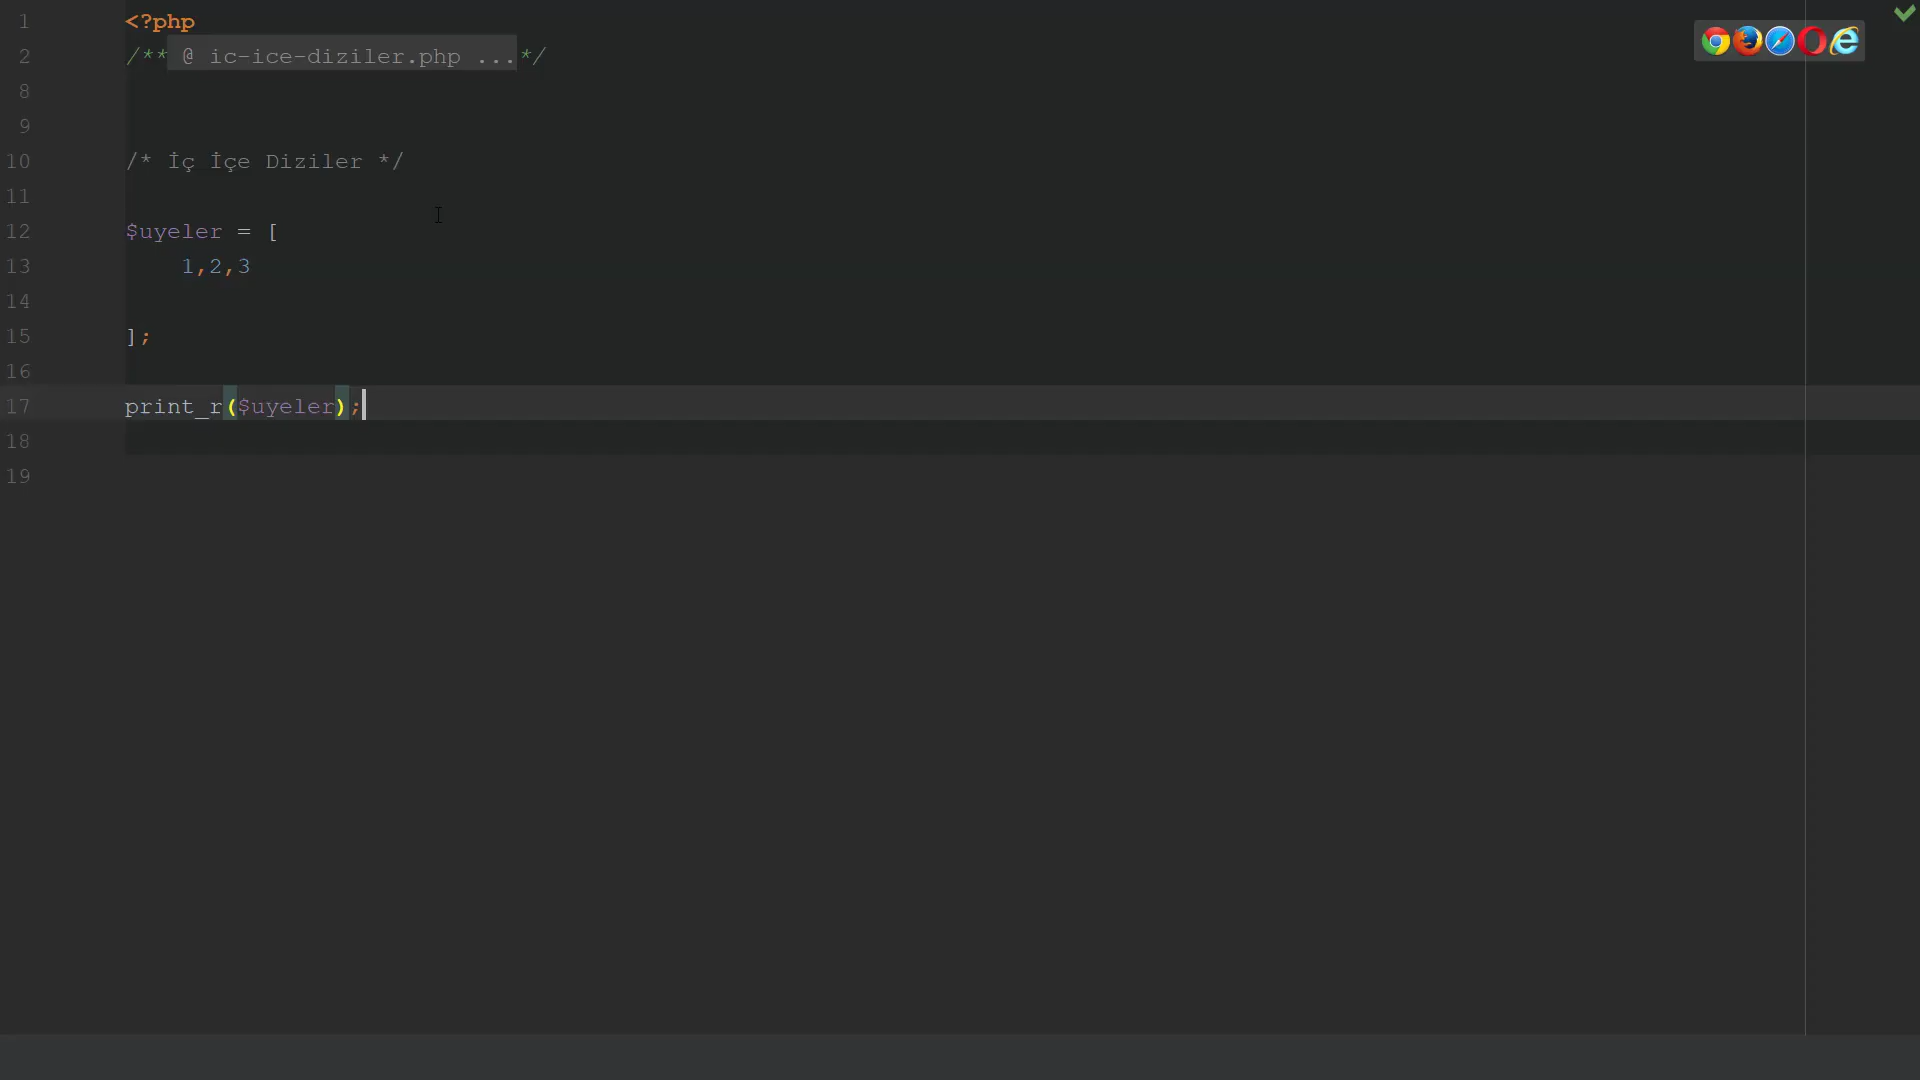 1 <?php
2 /** @ ic-ice-diziler.php ...*/
8
9
10 /* İç İçe Diziler */
11
12 $uyeler = [
13 1,2,3
14
15 ];
16
17 print_r($uyeler);
18
19